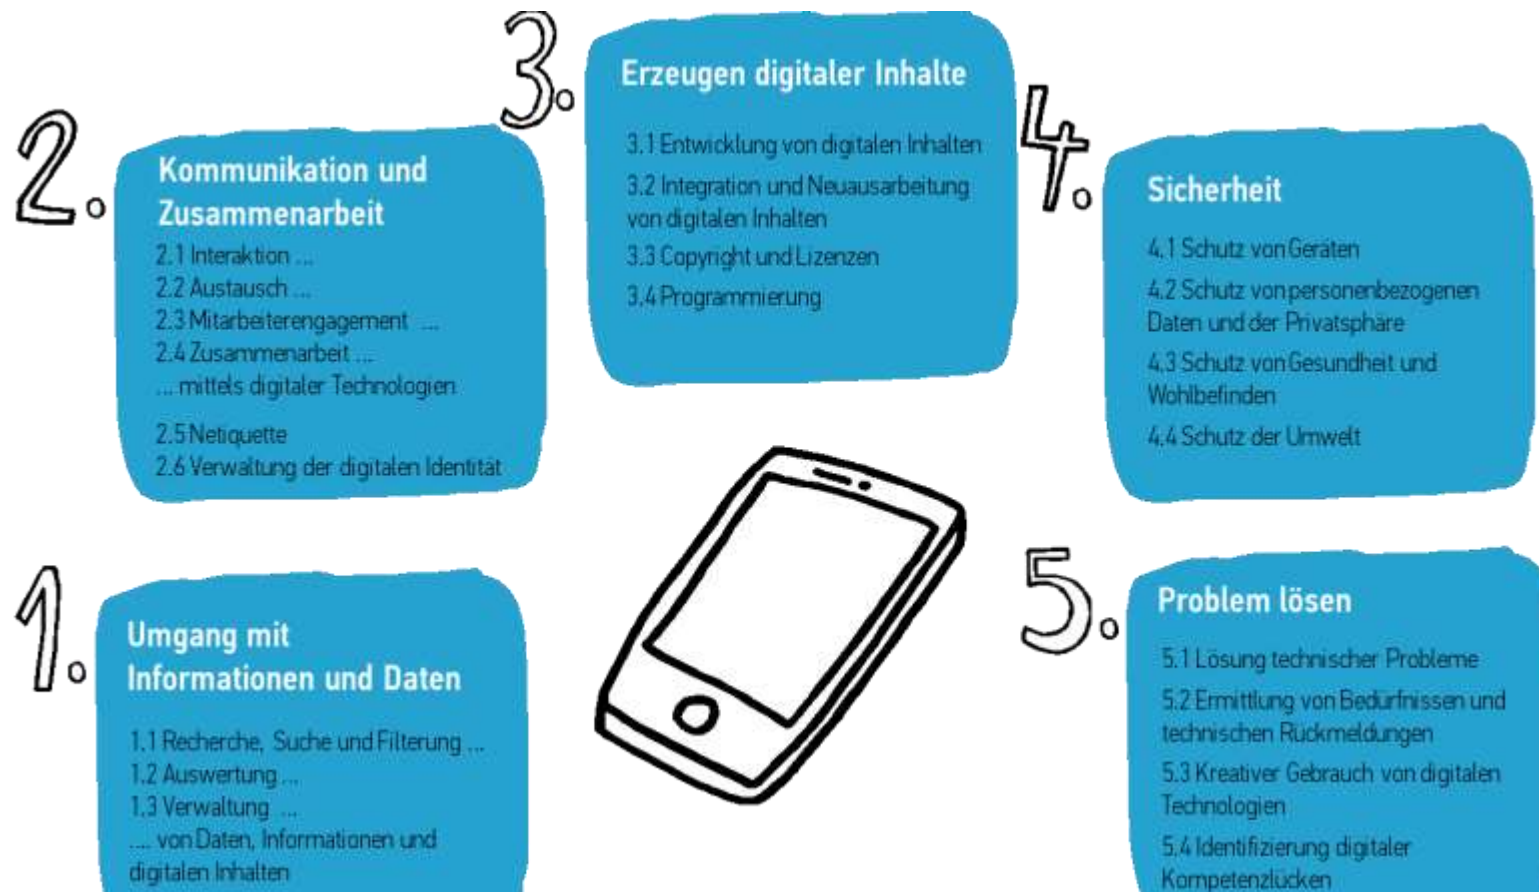 1.
Umgang mit
Informationen und Daten
1.1 Recherche, Suche und Filterung ...
1.2 Auswertung ...
1.3 Verwaltung ...
.... von Daten, Informationen und
digitalen Inhalten
2.
Kommunikation und
Zusammenarbeit
2.1 Interaktion ...
2.2 Austausch ...
2.3 Mitarbeiterengagement ...
2.4 Zusammenarbeit ...
... mittels digitaler Technologien
2.5 Netiquette
2.6 Verwaltung der digitalen Identität
3.
Erzeugen digitaler Inhalte
3.1 Entwicklung von digitalen Inhalten
3.2 Integration und Neuausarbeitung
von digitalen Inhalten
3.3 Copyright und Lizenzen
3.4 Programmierung
4.
Sicherheit
4.1 Schutz von Geräten
4.2 Schutz von personenbezogenen
Daten und der Privatsphäre
4.3 Schutz von Gesundheit und
Wohlbefinden
4.4 Schutz der Umwelt
5.
Problem lösen
5.1 Lösung technischer Probleme
5.2 Ermittlung von Bedürfnissen und
technischen Rückmeldungen
5.3 Kreativer Gebrauch von digitalen
Technologien
5.4 Identifizierung digitaler
Kompetenzlücken